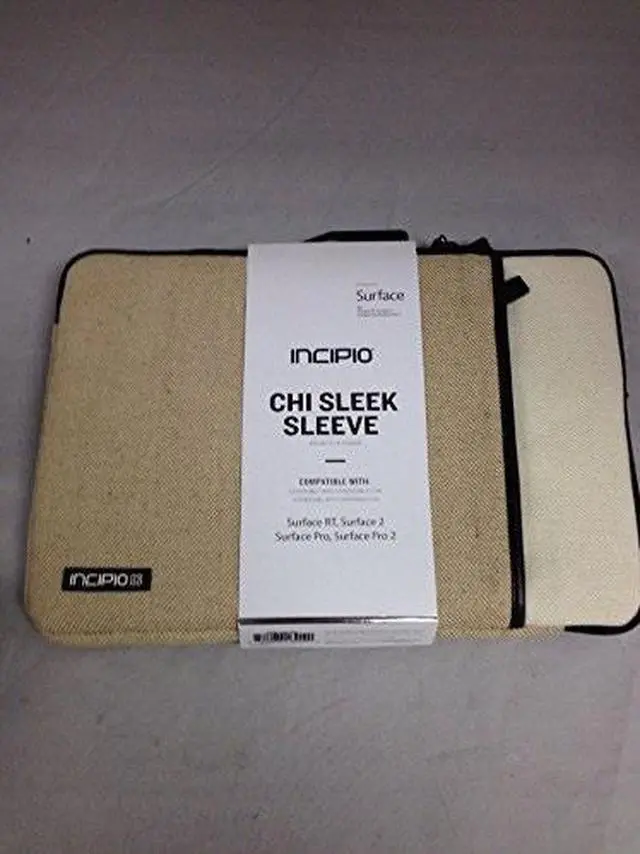 Surface
INCIPIO
CHI SLEEK
SLEEVE
COMPATIBLE WITH
Surface RT, Surface 2
Surface Pro, Surface Pro 2
INCIPIO